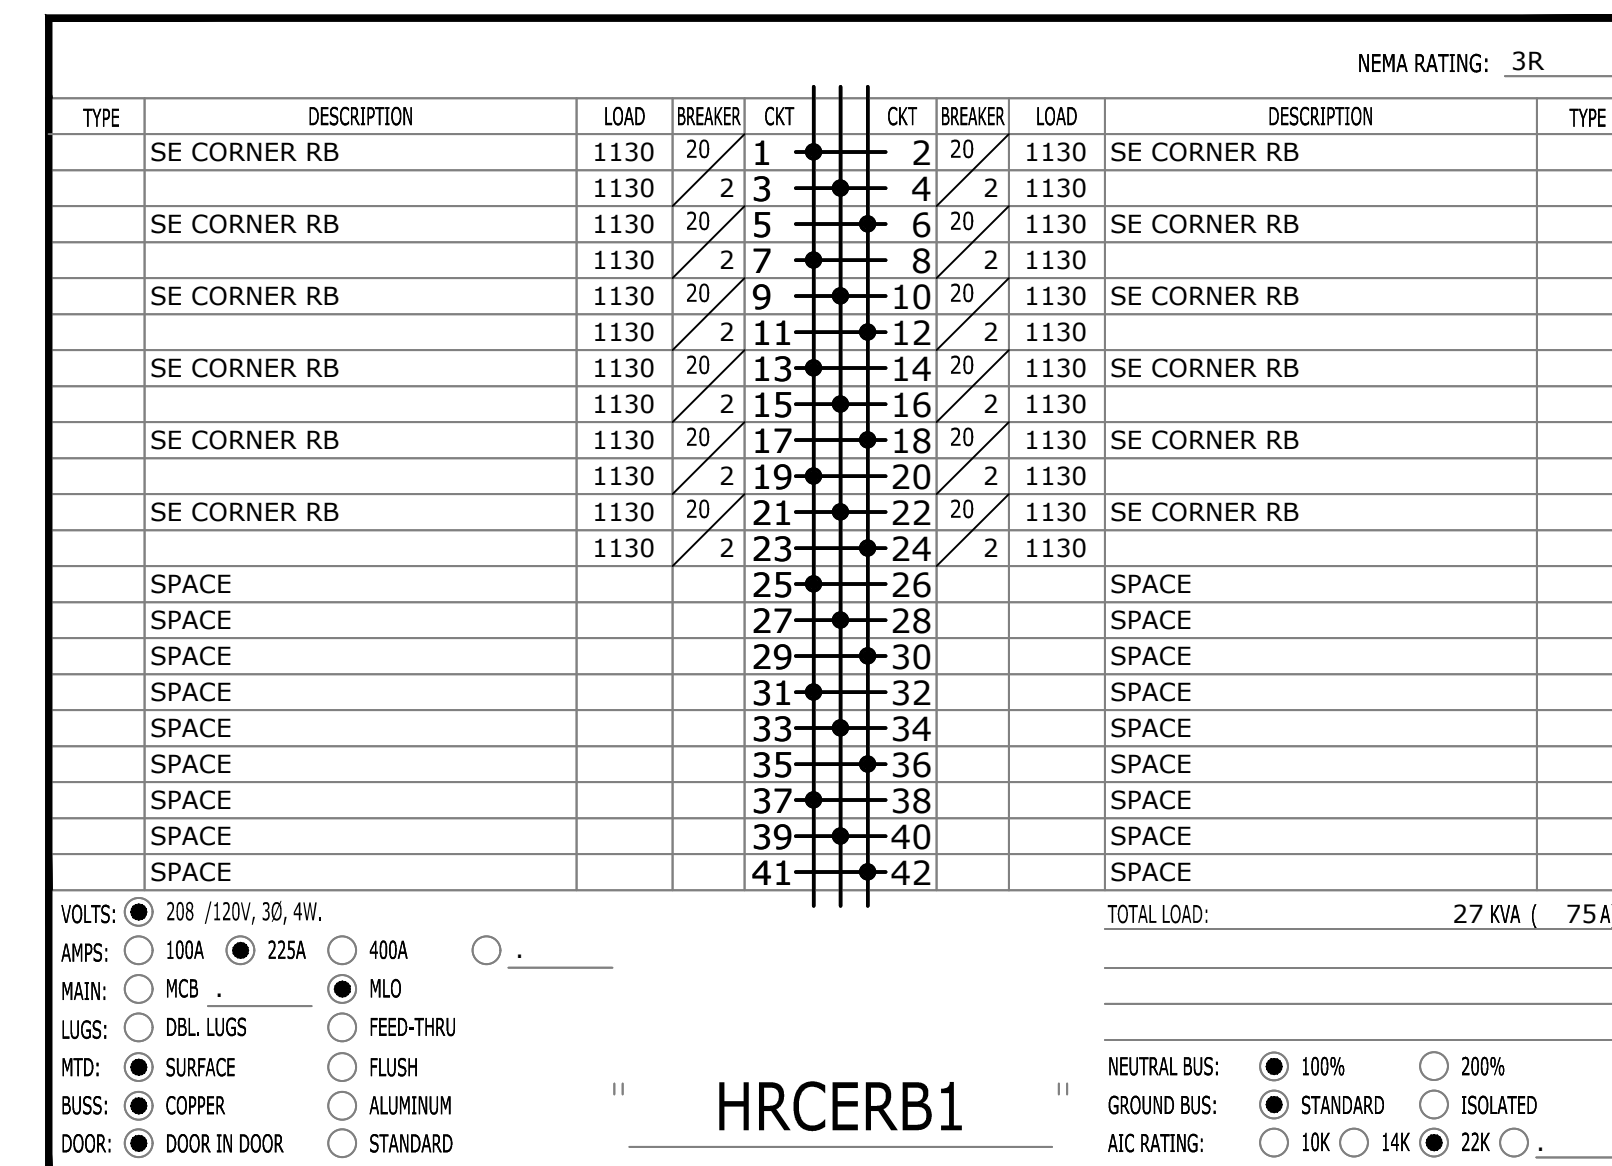 NEMA RATING: 3R
TYPE DESCRIPTION LOAD BREAKER CKT CKT BREAKER LOAD DESCRIPTION TYPE
SE CORNER RB 1130 20 1 2 20 1130 SE CORNER RB
1130 2 3 4 2 1130
SE CORNER RB 1130 20 5 6 20 1130 SE CORNER RB
1130 2 7 8 2 1130
SE CORNER RB 1130 20 9 10 20 1130 SE CORNER RB
1130 2 11 12 2 1130
SE CORNER RB 1130 20 13 14 20 1130 SE CORNER RB
1130 2 15 16 2 1130
SE CORNER RB 1130 20 17 18 20 1130 SE CORNER RB
1130 2 19 20 2 1130
SE CORNER RB 1130 20 21 22 20 1130 SE CORNER RB
1130 2 23 24 2 1130
SPACE 25 26 SPACE
SPACE 27 28 SPACE
SPACE 29 30 SPACE
SPACE 31 32 SPACE
SPACE 33 34 SPACE
SPACE 35 36 SPACE
SPACE 37 38 SPACE
SPACE 39 40 SPACE
SPACE 41 42 SPACE
VOLTS: 208 /120V, 3Ø, 4W. TOTAL LOAD: 27 KVA ( 75A)
AMPS: 100A 225A 400A .
MAIN: MCB . MLO
LUGS: DBL. LUGS FEED-THRU
MTD: SURFACE FLUSH NEUTRAL BUS: 100% 200%
BUSS: COPPER ALUMINUM " HRCERB1 " GROUND BUS: STANDARD ISOLATED
DOOR: DOOR IN DOOR STANDARD AIC RATING: 10K 14K 22K .